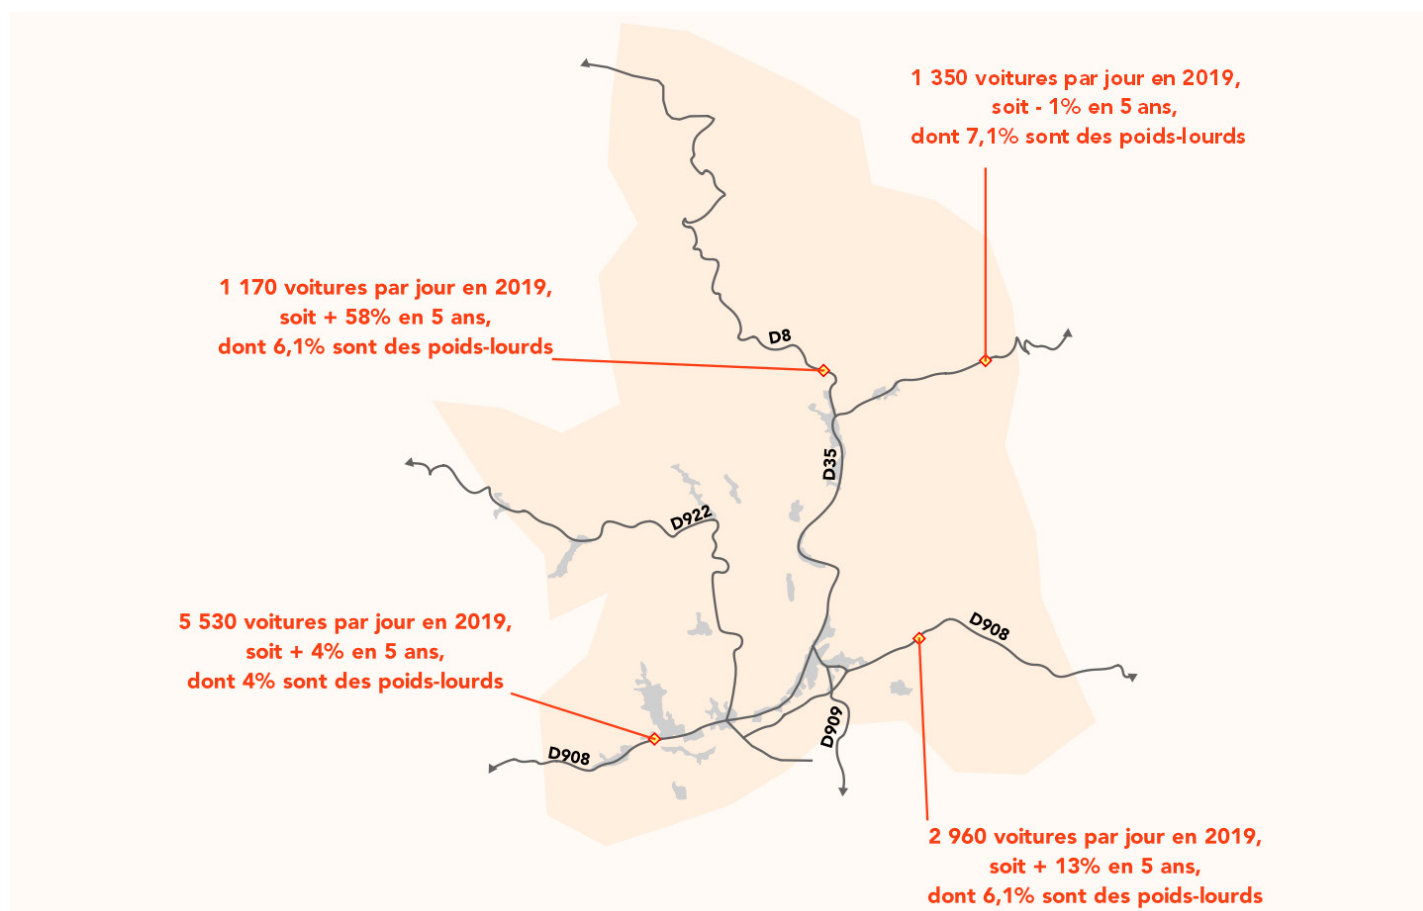 1 350 voitures par jour en 2019,
soit - 1% en 5 ans,
dont 7,1% sont des poids-lourds
1 170 voitures par jour en 2019,
soit + 58% en 5 ans,
dont 6,1% sont des poids-lourds
D8
D35
D922
5 530 voitures par jour en 2019,
soit + 4% en 5 ans,
dont 4% sont des poids-lourds
D908
D909
D908
2 960 voitures par jour en 2019,
soit + 13% en 5 ans,
dont 6,1% sont des poids-lourds